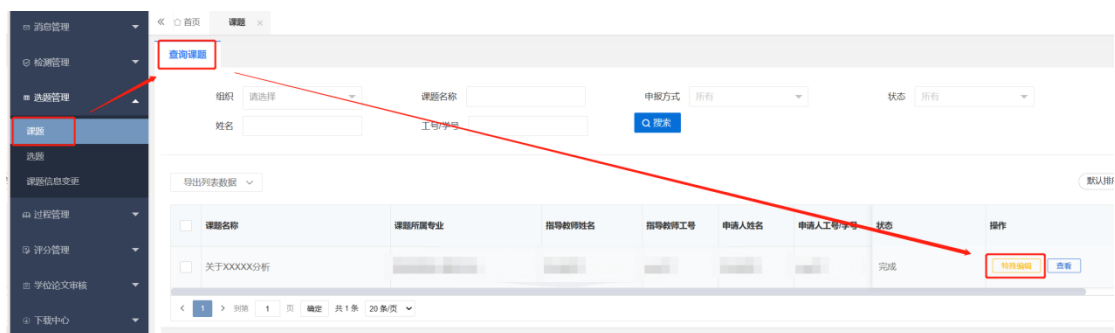 消息管理
首页 课题 ×
检测管理
查询课题
选题管理
组织 请选择 课题名称 申报方式 所有 状态 所有
课题
姓名 工号/学号 搜索
选题
课题信息变更
导出列表数据 默认排
过程管理
课题名称 课题所属专业 指导教师姓名 指导教师工号 申请人姓名 申请人工号/学号 状态 操作
评分管理
关于XXXXX分析 完成 特殊编辑 查看
学位论文审核
< 1 > 到第 1 页 确定 共 1 条 20 条/页
下载中心